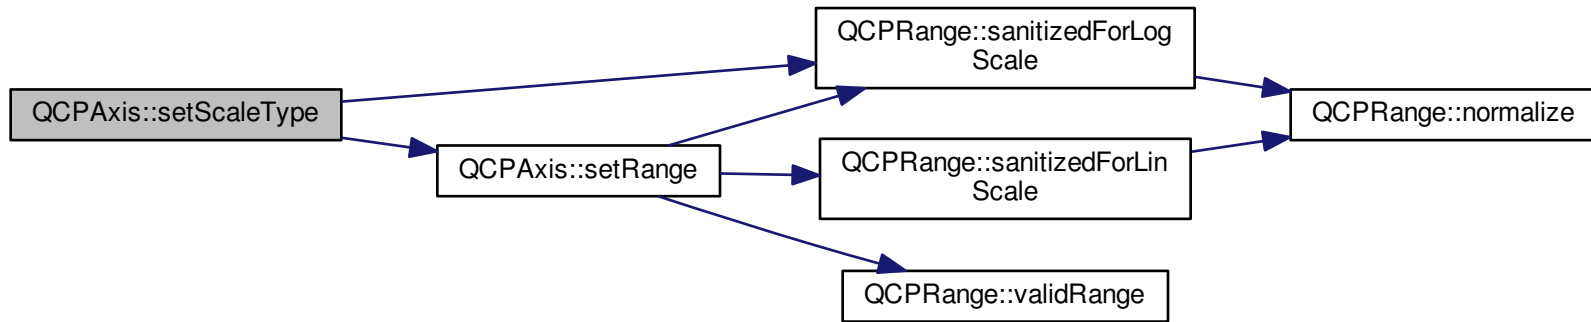 QCPAxis::setScaleType
QCPAxis::setRange
QCPRange::sanitizedForLog
Scale
QCPRange::sanitizedForLin
Scale
QCPRange::validRange
QCPRange::normalize